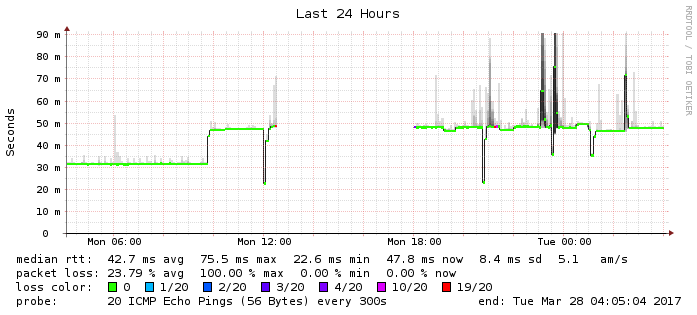 Last 24 Hours
RRDTOOL / TOBI OETIKER
Seconds
90 m
80 m
70 m
60 m
50 m
40 m
30 m
20 m
10 m
0
Mon 06:00 Mon 12:00 Mon 18:00 Tue 00:00
median rtt: 42.7 ms avg 75.5 ms max 22.6 ms min 47.8 ms now 8.4 ms sd 5.1 am/s
packet loss: 23.79 % avg 100.00 % max 0.00 % min 0.00 % now
loss color: 0 1/20 2/20 3/20 4/20 10/20 19/20
probe: 20 ICMP Echo Pings (56 Bytes) every 300s end: Tue Mar 28 04:05:04 2017